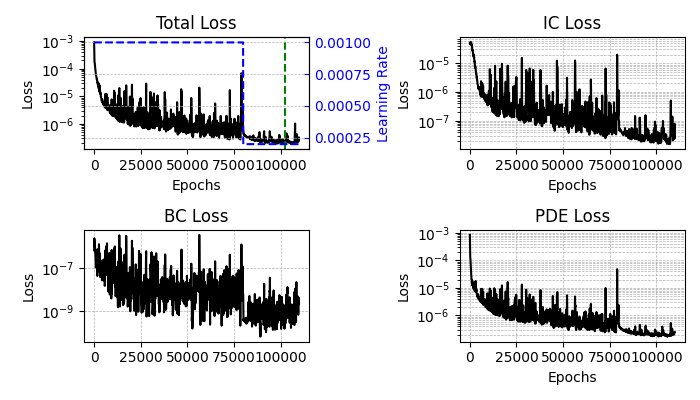 Total Loss
10⁻³
10⁻⁴
10⁻⁵
10⁻⁶
Loss
0 25000 50000 75000 100000
Epochs
0.00100
0.00075
0.00050
0.00025
Learning Rate
IC Loss
10⁻⁵
10⁻⁶
10⁻⁷
Loss
0 25000 50000 75000 100000
Epochs
BC Loss
10⁻⁷
10⁻⁹
Loss
0 25000 50000 75000 100000
PDE Loss
10⁻³
10⁻⁴
10⁻⁵
10⁻⁶
Loss
0 25000 50000 75000 100000
Epochs